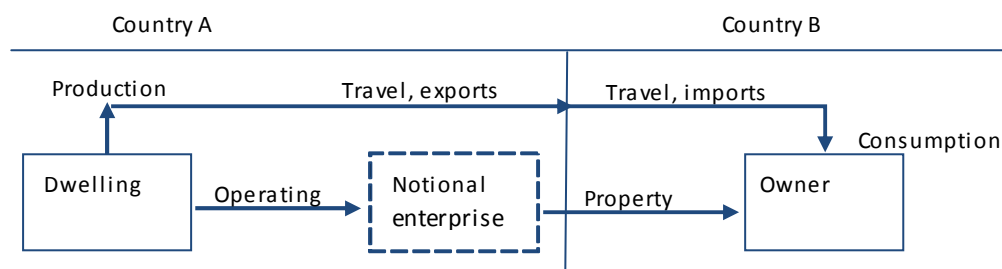 Country A
Country B
Production
Travel, exports
Travel, imports
Consumption
Dwelling
Operating
Notional
enterprise
Property
Owner